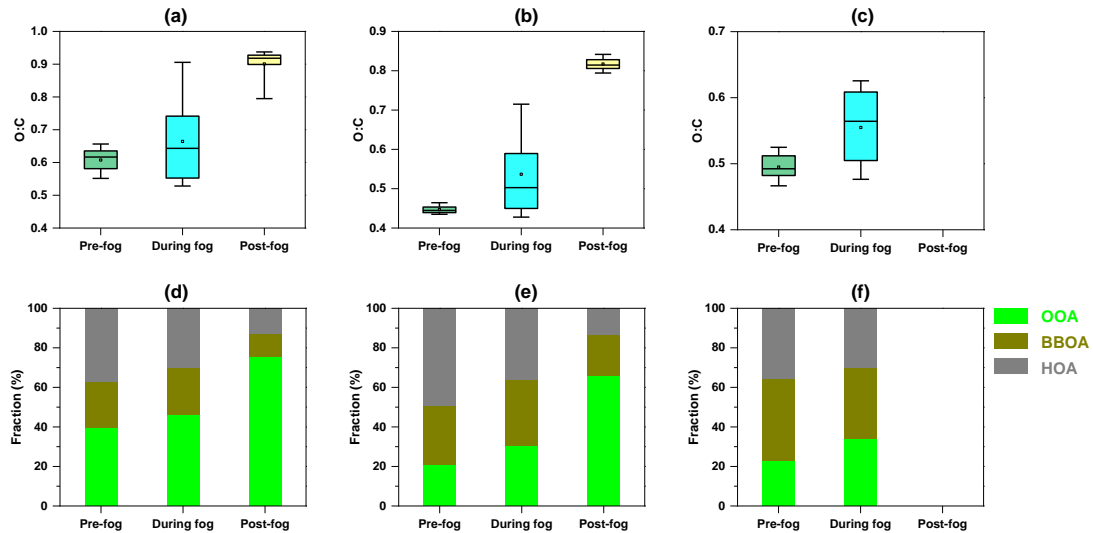 (a)
1.0
0.9
0.8
0.7
0.6
0.5
0.4
O:C
Pre-fog During fog Post-fog
(b)
0.9
0.8
0.7
0.6
0.5
0.4
O:C
Pre-fog During fog Post-fog
(c)
0.7
0.6
0.5
0.4
O:C
Pre-fog During fog Post-fog
(d)
100
80
60
40
20
0
Fraction (%)
Pre-fog During fog Post-fog
(e)
100
80
60
40
20
0
Fraction (%)
Pre-fog During fog Post-fog
(f)
100
80
60
40
20
0
Fraction (%)
Pre-fog During fog Post-fog
OOA
BBOA
HOA